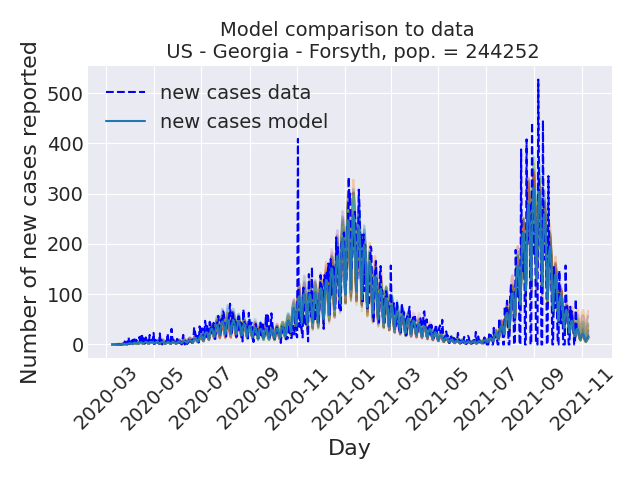 Model comparison to data
US - Georgia - Forsyth, pop. = 244252
Number of new cases reported
500
400
300
200
100
0
new cases data
new cases model
2020-03
2020-05
2020-07
2020-09
2020-11
2021-01
2021-03
2021-05
2021-07
2021-09
2021-11
Day